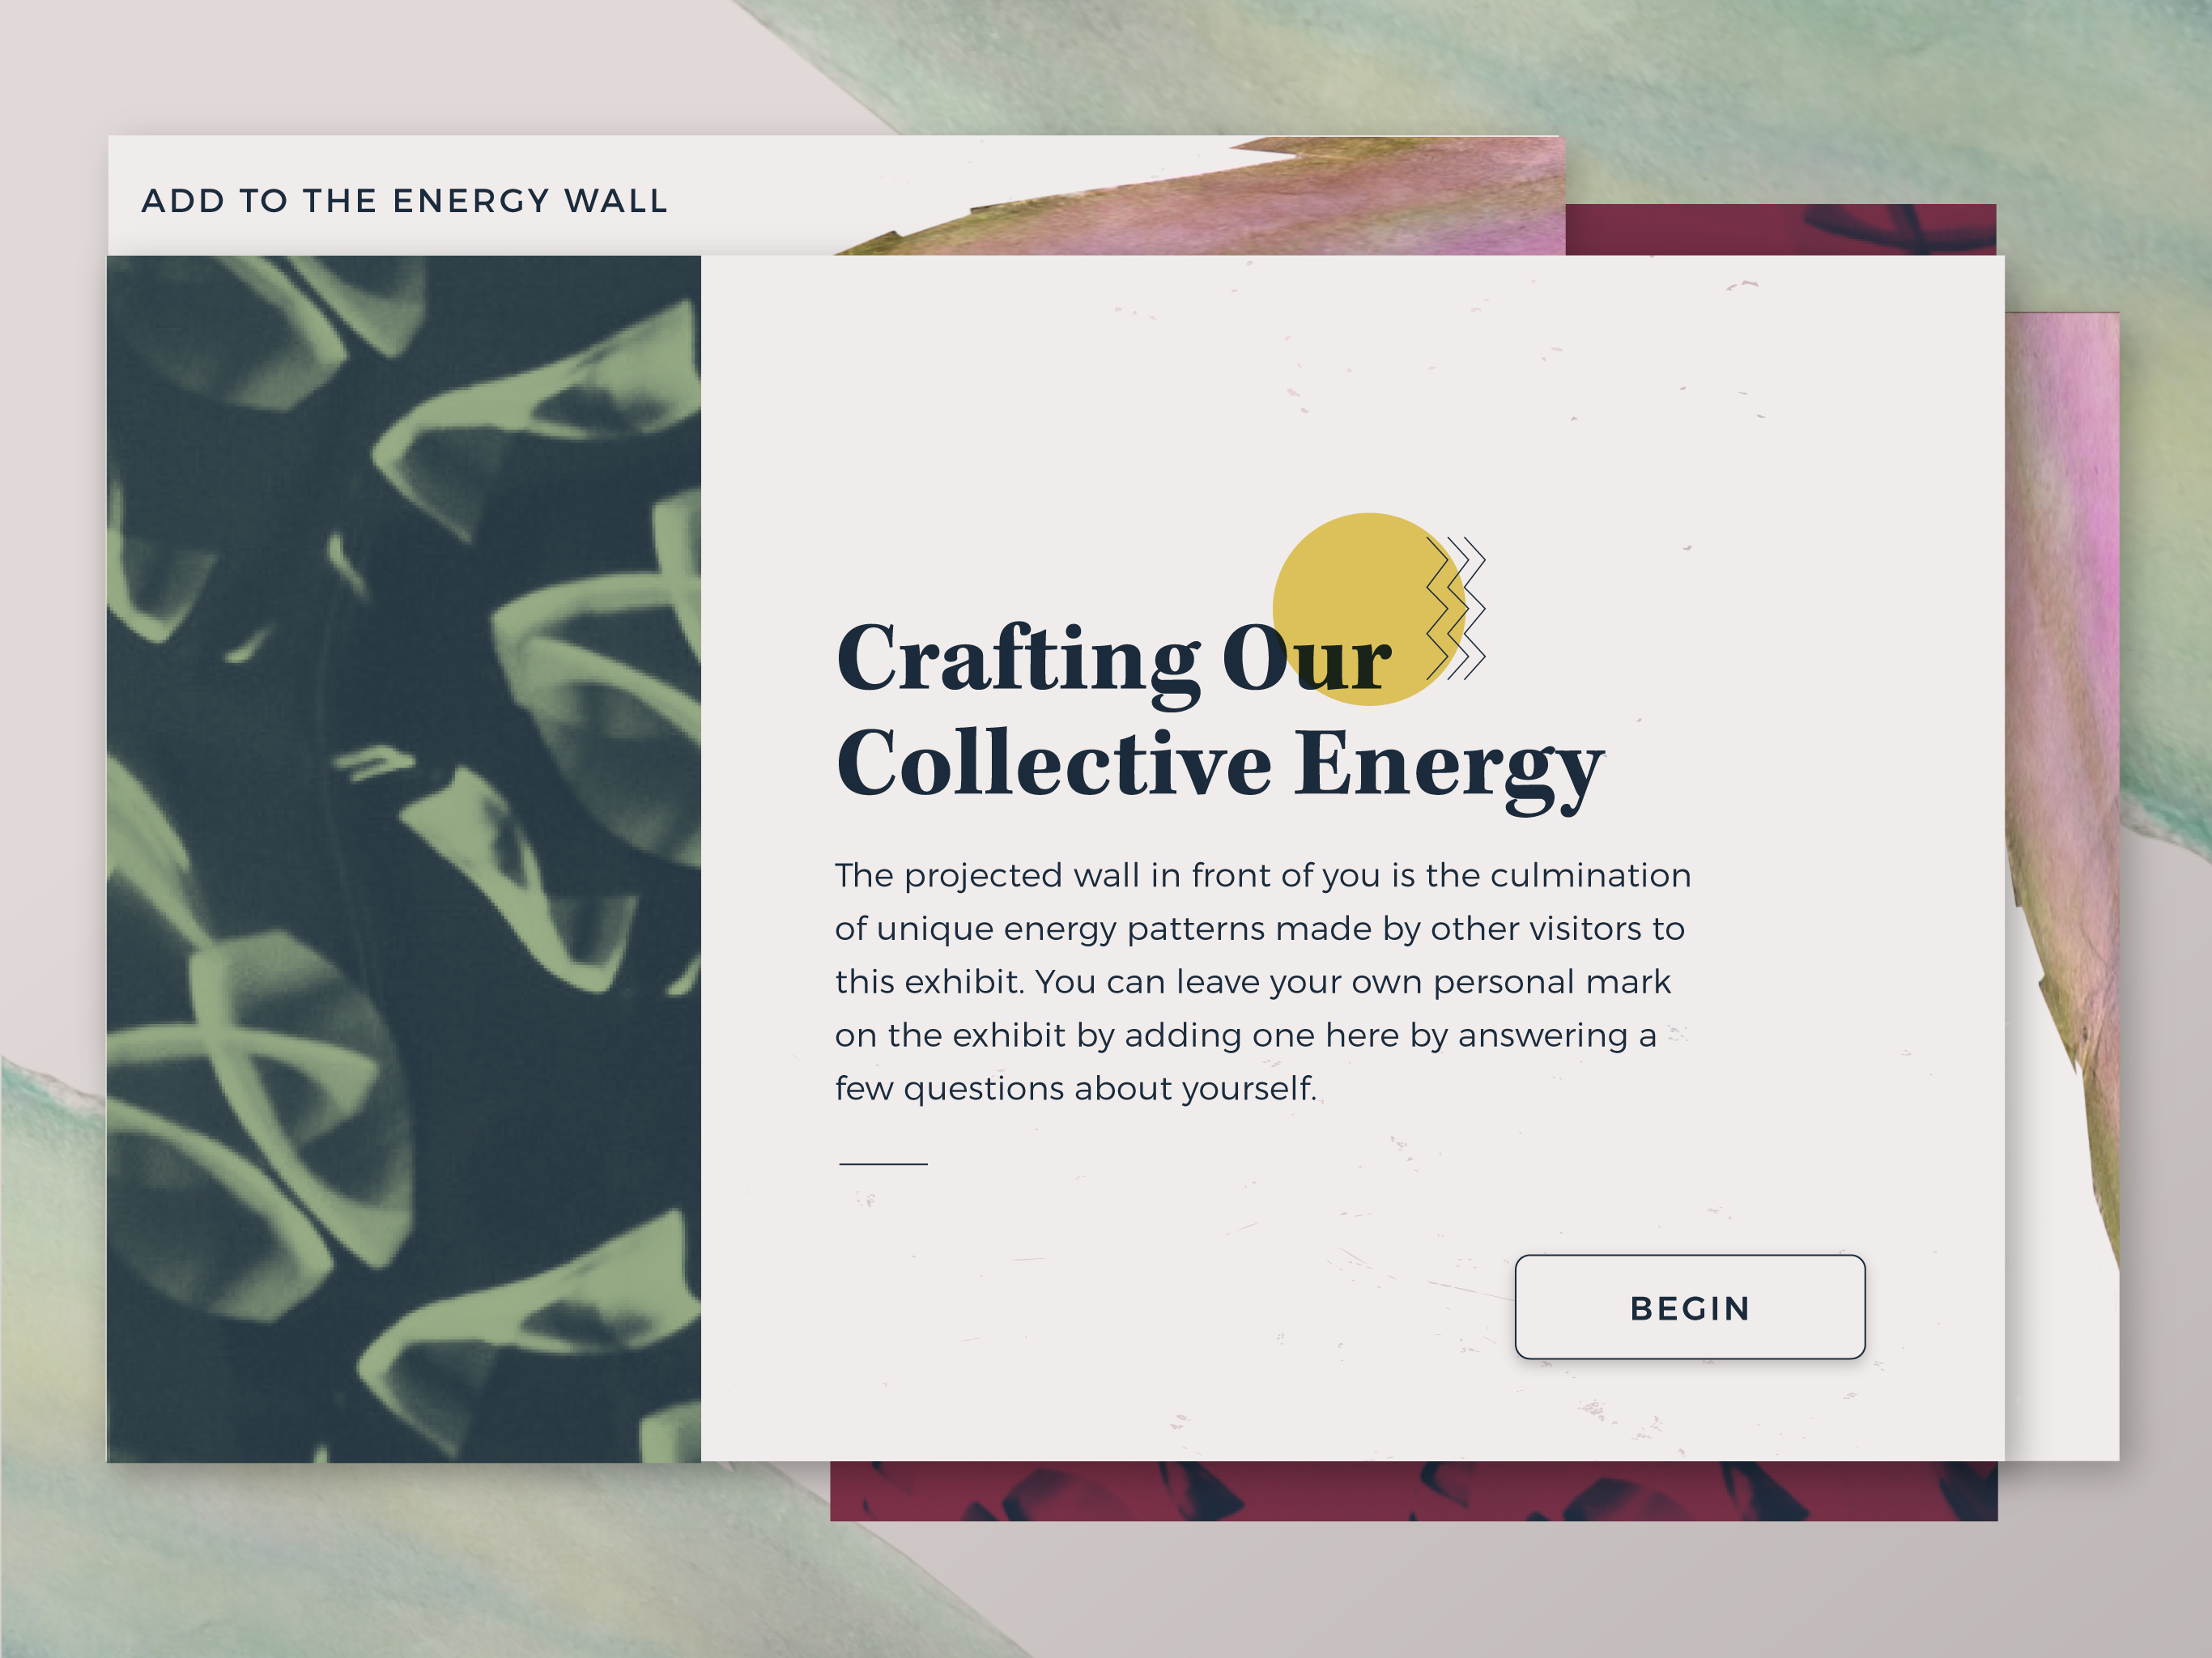 ADD TO THE ENERGY WALL
Crafting Our
Collective Energy
The projected wall in front of you is the culmination
of unique energy patterns made by other visitors to
this exhibit. You can leave your own personal mark
on the exhibit by adding one here by answering a
few questions about yourself.
BEGIN